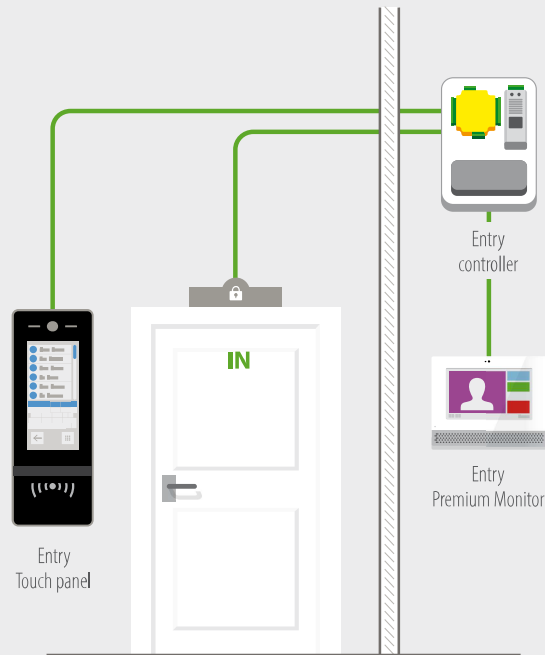 Entry
controller
IN
Entry
Premium Monitor
Entry
Touch panel